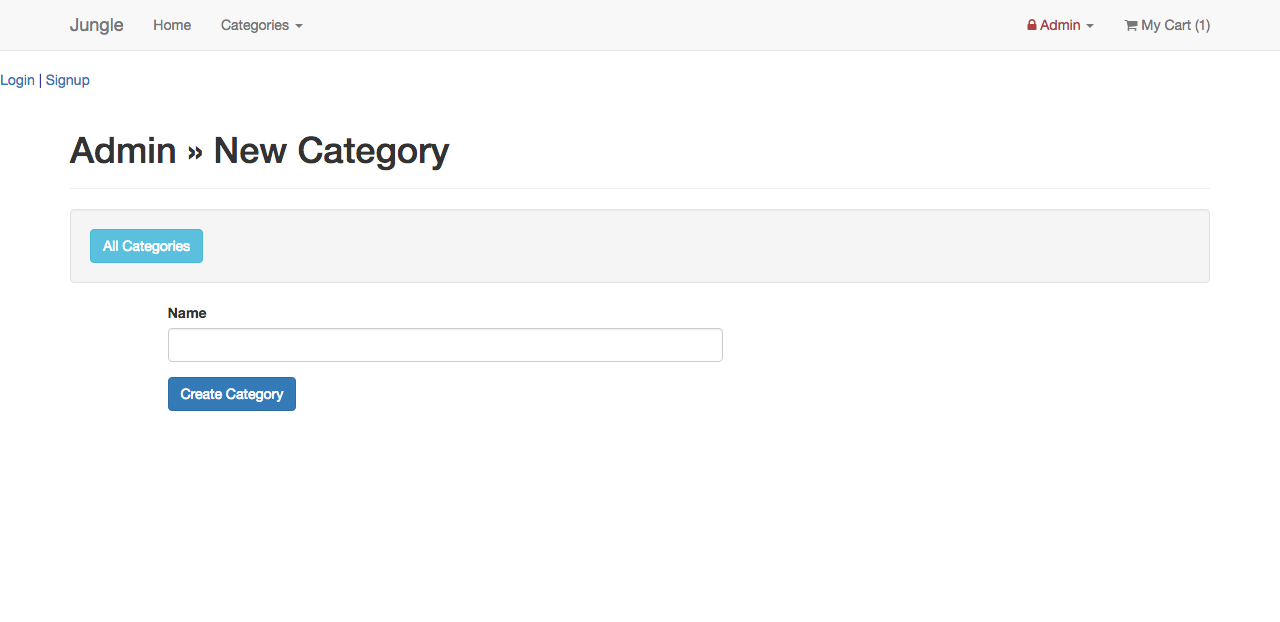 Jungle Home Categories Admin My Cart (1)
Login | Signup
Admin » New Category
All Categories
Name
Create Category